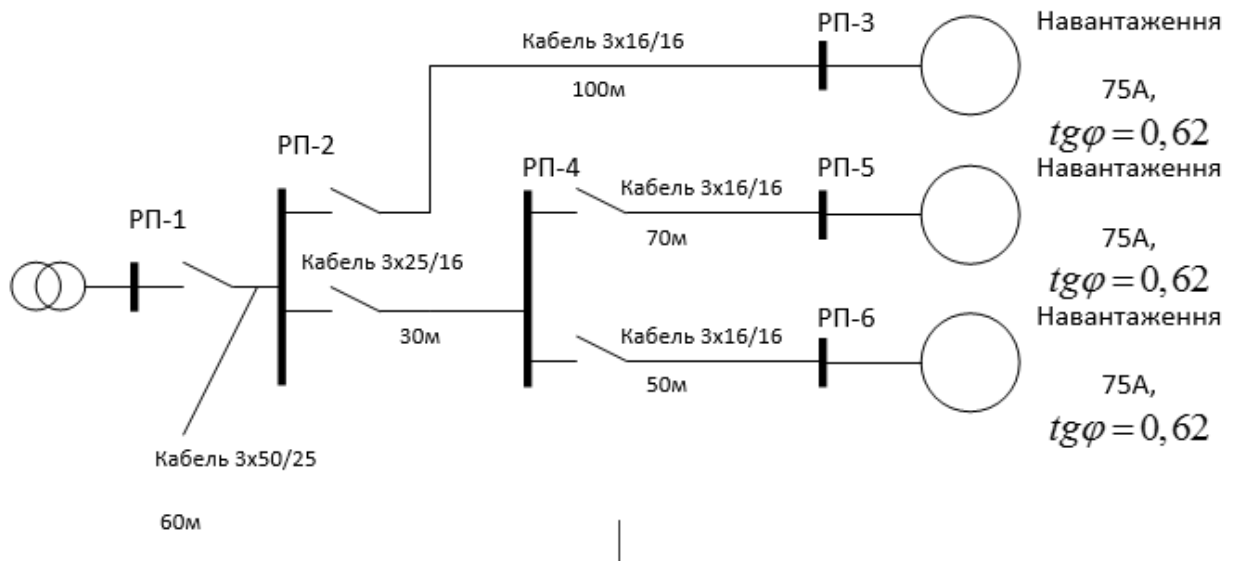 Кабель 3х16/16
100м
РП-3
Навантаження
75А,
tgφ = 0,62
РП-2
РП-4
Кабель 3х16/16
70м
РП-5
Навантаження
75А,
tgφ = 0,62
РП-1
Кабель 3х25/16
30м
Кабель 3х16/16
50м
РП-6
Навантаження
75А,
tgφ = 0,62
Кабель 3х50/25
60м